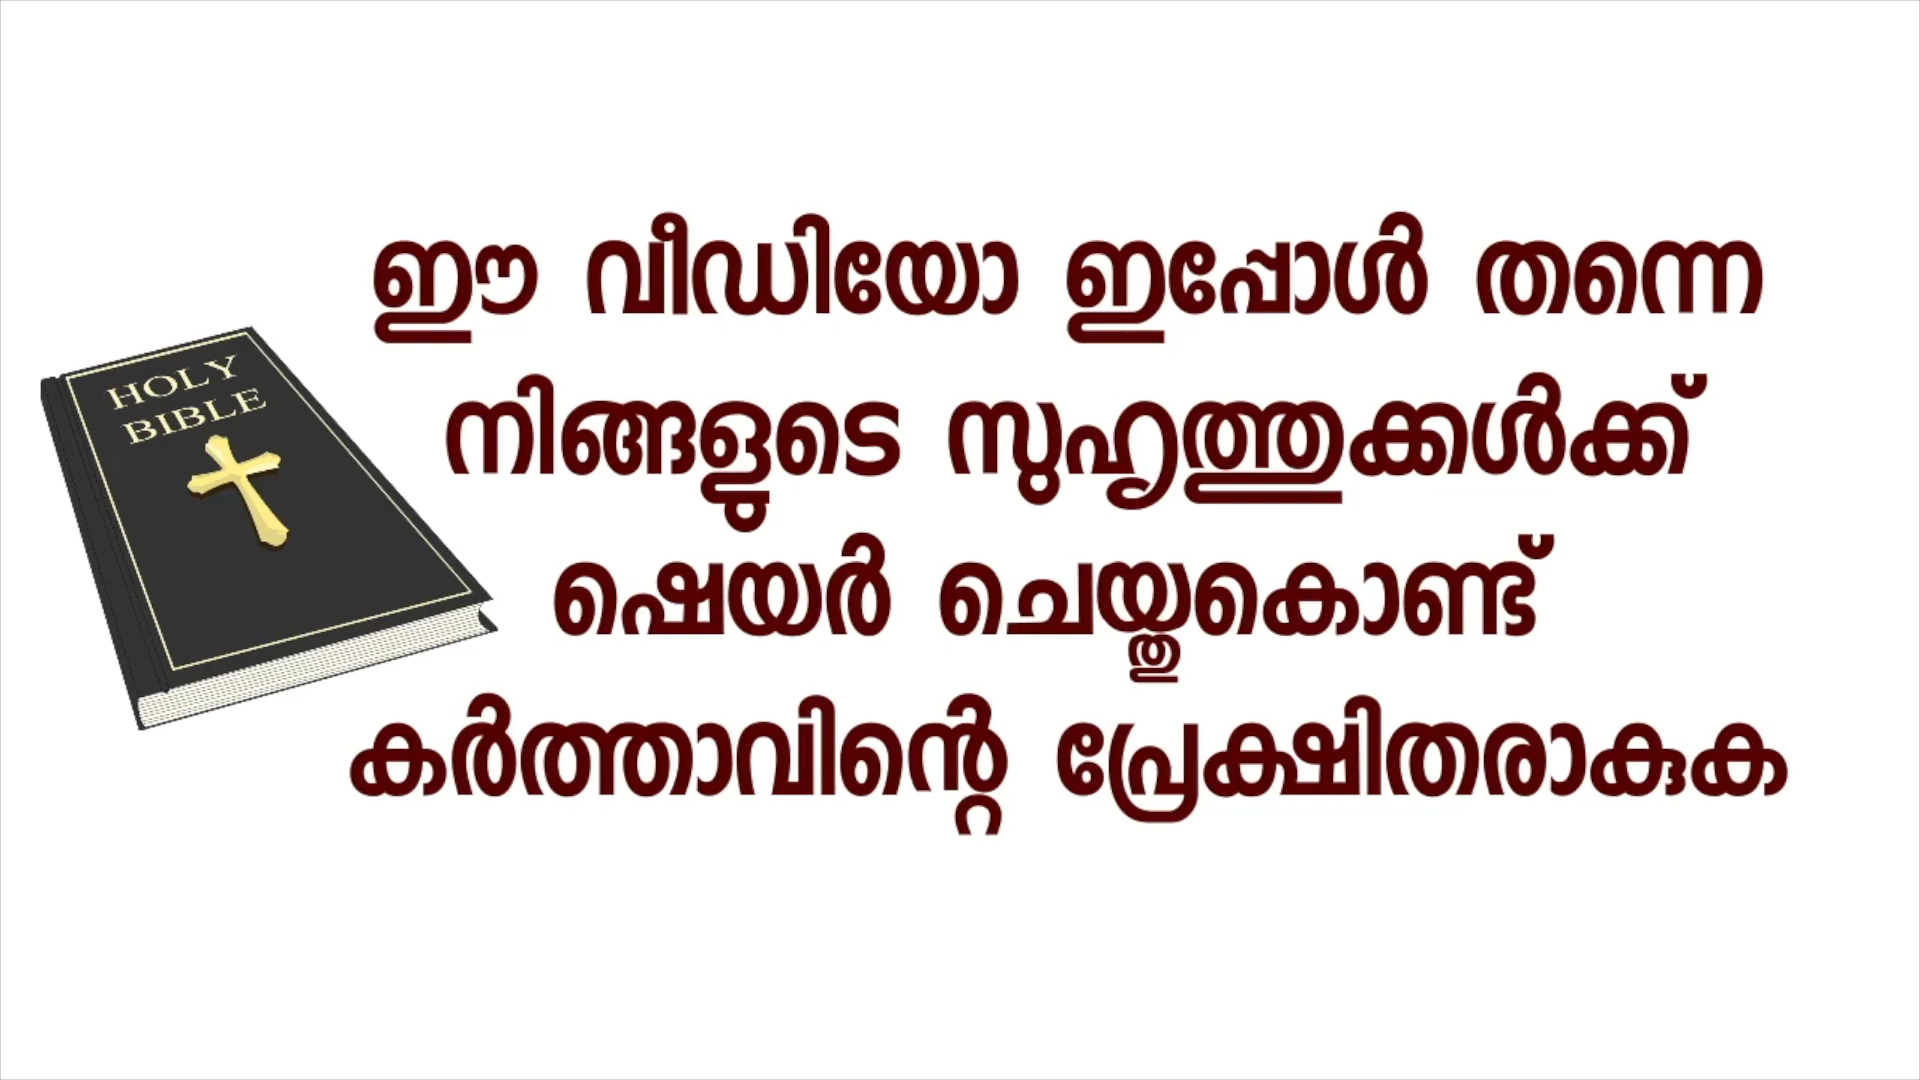 HOLY
BIBLE
ഈ വീഡിയോ ഇപ്പോൾ തന്നെ
നിങ്ങളുടെ സുഹൃത്തുക്കൾക്ക്
ഷെയർ ചെയ്തുകൊണ്ട്
കർത്താവിന്റെ പ്രേക്ഷിതരാകുക